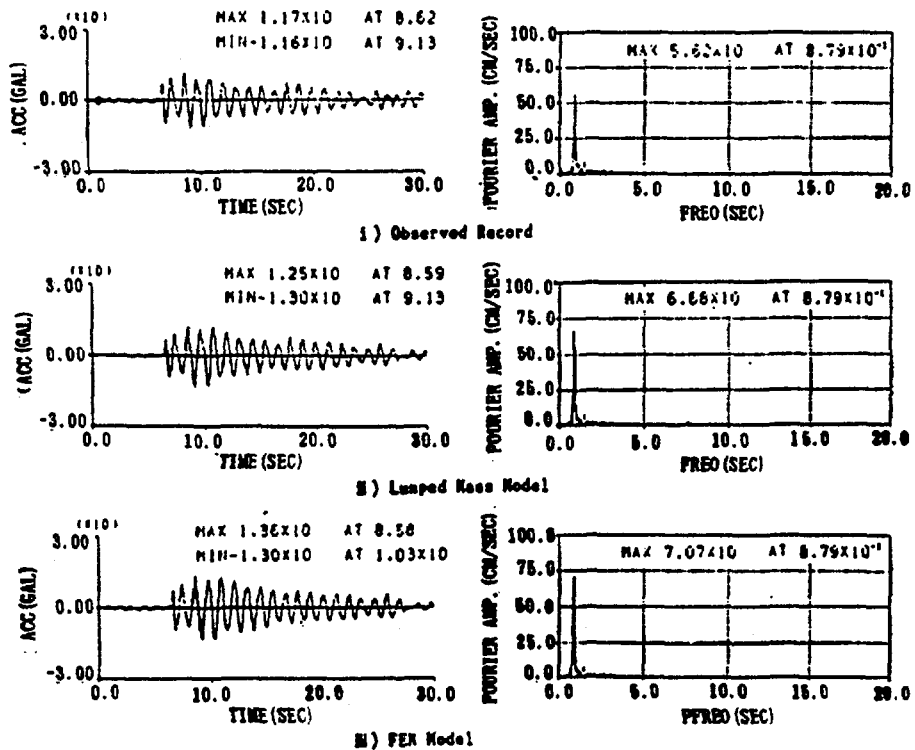 (x10)
MAX 1.17X10 AT 8.62
MIN-1.16X10 AT 9.13
3.00
0.00
-3.00
ACC(GAL)
0.0 10.0 20.0 30.0
TIME(SEC)
MAX 5.62X10 AT 8.79X10⁻¹
100.0
75.0
50.0
25.0
0.0
FOURIER AMP.(CM/SEC)
0.0 5.0 10.0 15.0 20.0
FREQ(SEC)
i) Observed Record
(x10)
MAX 1.25X10 AT 8.59
MIN-1.30X10 AT 9.13
3.00
0.00
-3.00
(ACC(GAL)
0.0 10.0 20.0 30.0
TIME(SEC)
MAX 6.68X10 AT 8.79X10⁻¹
100.0
75.0
50.0
25.0
0.0
FOURIER AMP.(CM/SEC)
0.0 5.0 10.0 15.0 20.0
FREQ(SEC)
ii) Lumped Mass Model
(x10)
MAX 1.36X10 AT 8.58
MIN-1.30X10 AT 1.03X10
3.00
0.00
-3.00
ACC(GAL)
0.0 10.0 20.0 30.0
TIME(SEC)
MAX 7.07X10 AT 8.79X10⁻¹
100.0
75.0
50.0
25.0
0.0
FOURIER AMP.(CM/SEC)
0.0 5.0 10.0 15.0 20.0
PFREQ(SEC)
iii) FEM Model